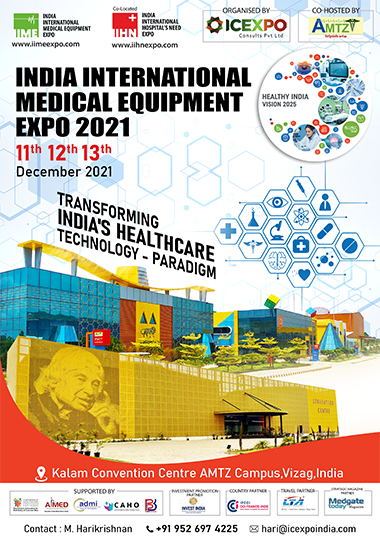 IIME
INDIA
INTERNATIONAL
MEDICAL EQUIPMENT
EXPO
www.iimeexpo.com
Co-Located
IIHN
INDIA
INTERNATIONAL
HOSPITAL'S NEED
EXPO
www.iihnexpo.com
ORGANISED BY
ICEXPO
Consults Pvt Ltd
CO-HOSTED BY
AMTZ
INDIA INTERNATIONAL
MEDICAL EQUIPMENT
EXPO 2021
11th 12th 13th
December 2021
HEALTHY INDIA
VISION 2025
TRANSFORMING
INDIA'S HEALTHCARE
TECHNOLOGY - PARADIGM
CONVENTION
CENTRE
Kalam Convention Centre AMTZ Campus,Vizag,India
SUPPORTED BY
AiMED
admi
CAHO
INVESTMENT PROMOTION
PARTNER
INVEST INDIA
COUNTRY PARTNER
TRAVEL PARTNER
STRATEGIC MAGAZINE
PARTNER
Medgate
today
Contact : M. Harikrishnan
+91 952 697 4225
hari@icexpoindia.com